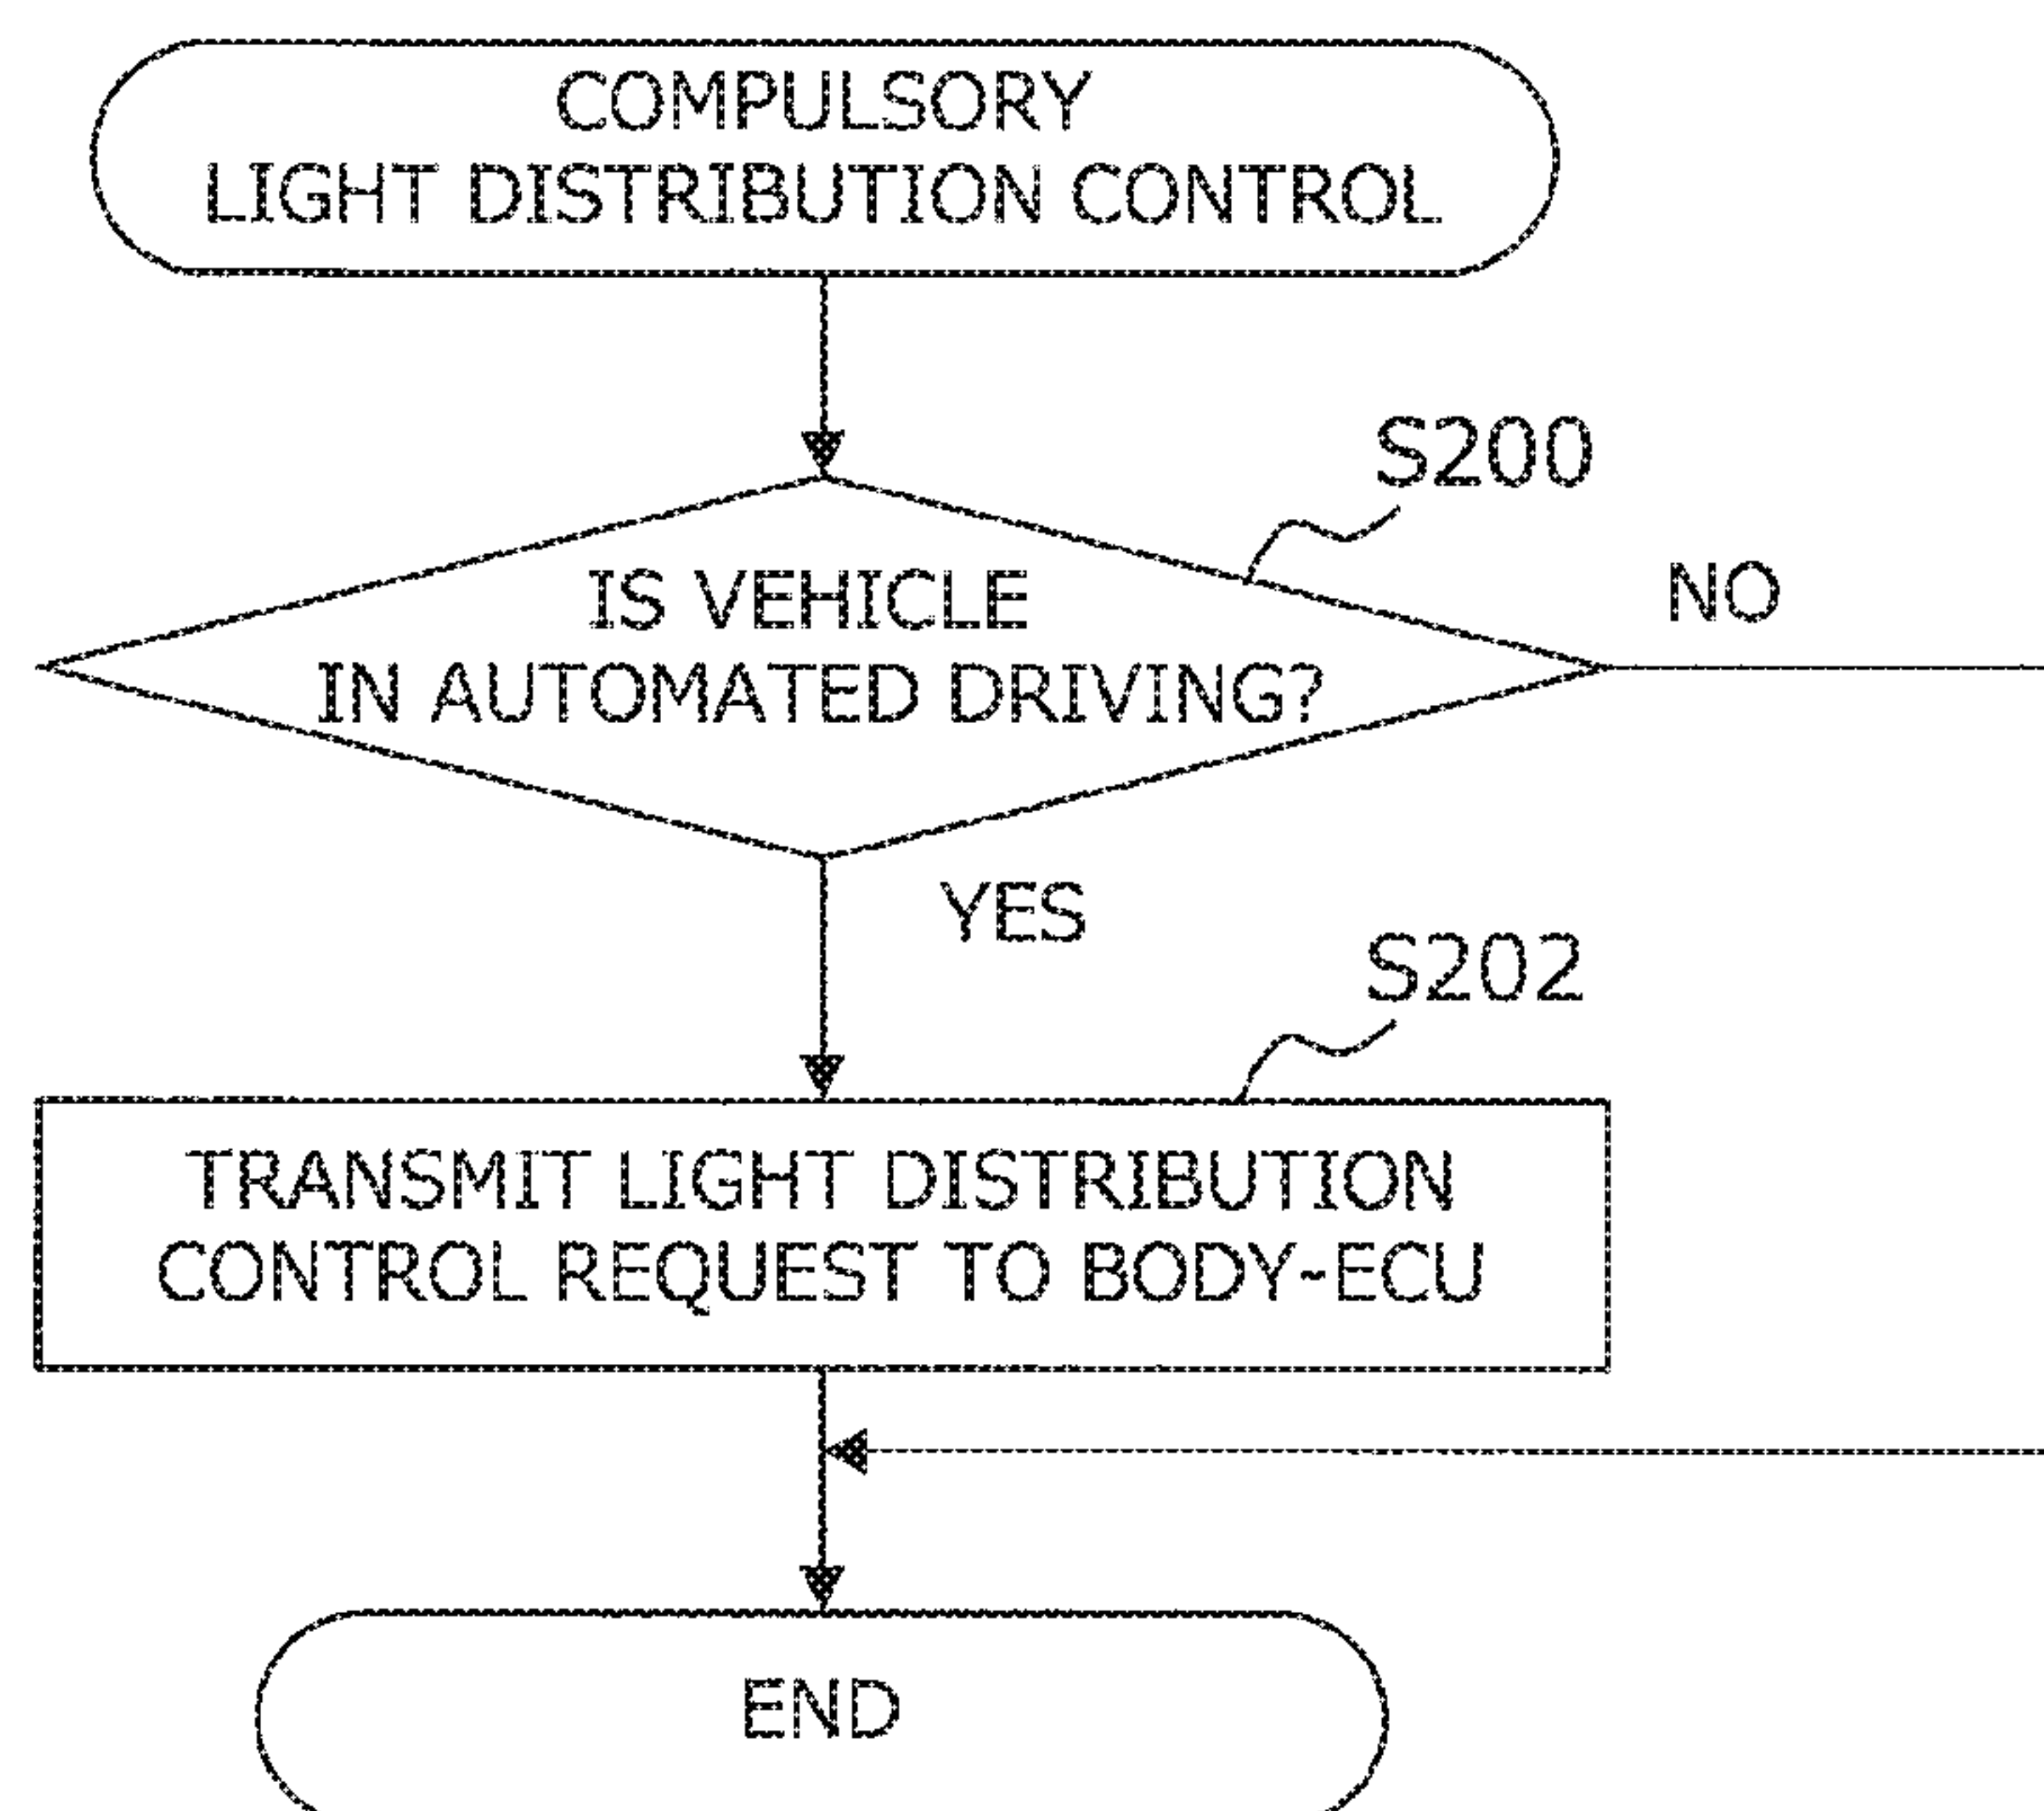 COMPULSORY
LIGHT DISTRIBUTION CONTROL
S200
IS VEHICLE
IN AUTOMATED DRIVING?
NO
YES
S202
TRANSMIT LIGHT DISTRIBUTION
CONTROL REQUEST TO BODY-ECU
END